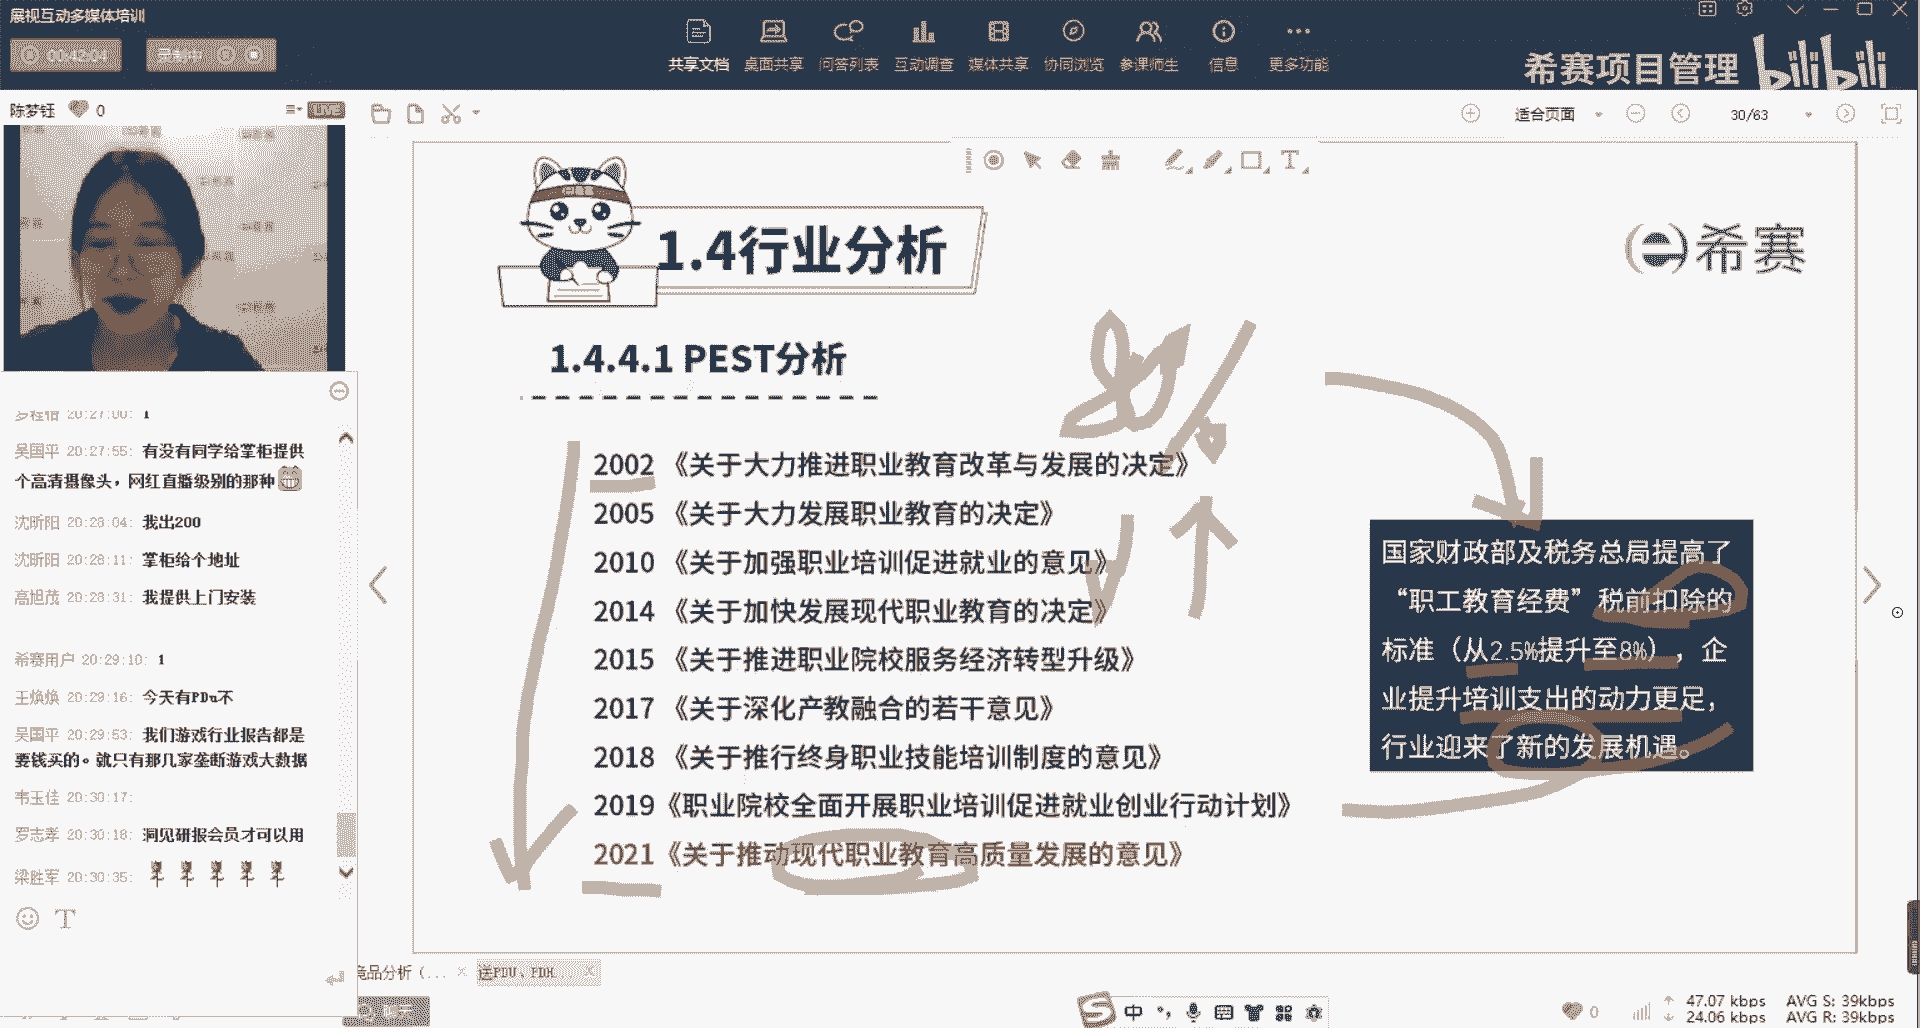 展视互动多媒体培训
00:42:04
录制中
共享文档
桌面共享
问答列表
互动调查
媒体共享
协同浏览
参课师生
信息
更多功能
希赛项目管理
bilibili
陈梦钰
0
LIVE
适合页面
30/63
20:27:00: 1
吴国平 20:27:55: 有没有同学给掌柜提供
个高清摄像头，网红直播级别的那种
沈昕阳 20:28:04: 我出200
沈昕阳 20:28:11: 掌柜给个地址
高旭茂 20:28:31: 我提供上门安装
希赛用户 20:29:10: 1
王焕焕 20:29:16: 今天有PDu不
吴国平 20:29:53: 我们游戏行业报告都是
要钱买的。就只有那几家垄断游戏大数据
韦玉佳 20:30:17:
罗志孝 20:30:18: 洞见研报会员才可以用
梁胜军 20:30:35:
1.4行业分析
希赛
1.4.4.1 PEST分析
8%
2002 《关于大力推进职业教育改革与发展的决定》
2005 《关于大力发展职业教育的决定》
2010 《关于加强职业培训促进就业的意见》
2014 《关于加快发展现代职业教育的决定》
2015 《关于推进职业院校服务经济转型升级》
2017 《关于深化产教融合的若干意见》
2018 《关于推行终身职业技能培训制度的意见》
2019《职业院校全面开展职业培训促进就业创业行动计划》
2021《关于推动现代职业教育高质量发展的意见》
国家财政部及税务总局提高了
“职工教育经费”税前扣除的
标准（从2.5%提升至8%），企
业提升培训支出的动力更足，
行业迎来了新的发展机遇。
竞品分析（...
送PDU、PDH...
中
0
47.07 kbps
AVG S: 39kbps
24.06 kbps
AVG R: 39kbps